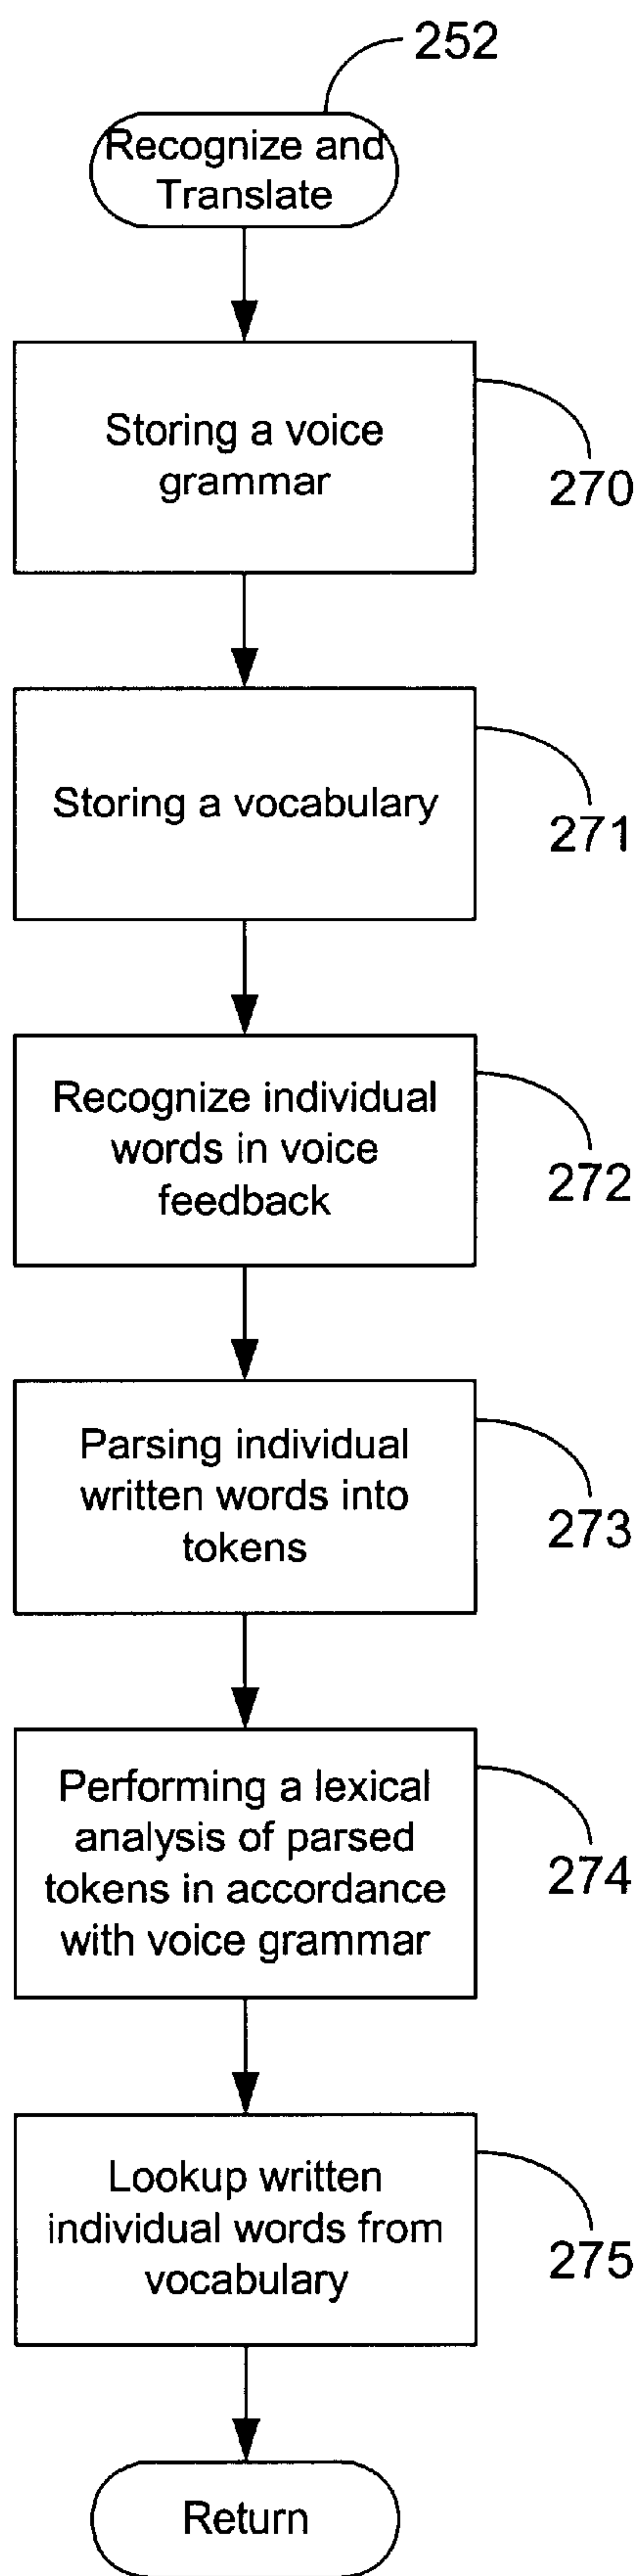 252
Recognize and
Translate
Storing a voice
grammar
270
Storing a vocabulary
271
Recognize individual
words in voice
feedback
272
Parsing individual
written words into
tokens
273
Performing a lexical
analysis of parsed
tokens in accordance
with voice grammar
274
Lookup written
individual words from
vocabulary
275
Return